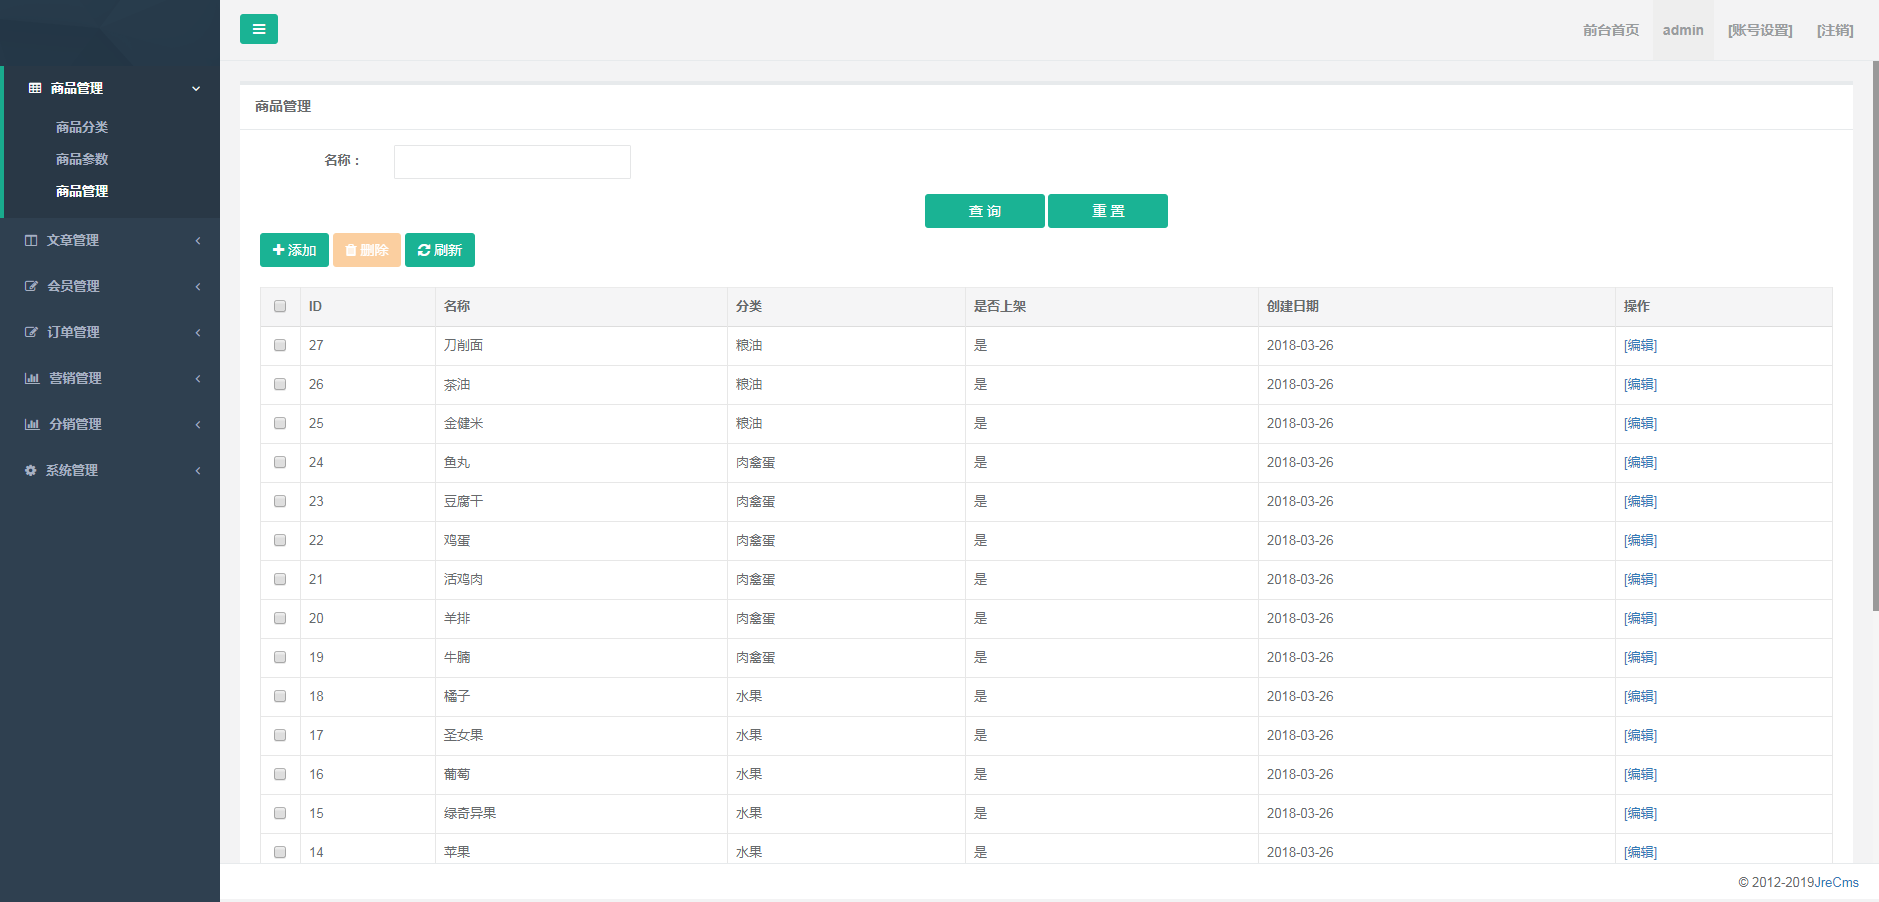 前台首页 admin [账号设置] [注销]
商品管理
商品分类
商品参数
商品管理
文章管理
会员管理
订单管理
营销管理
分销管理
系统管理
商品管理
名称：
查 询 重 置
添加 删除 刷新
ID 名称 分类 是否上架 创建日期 操作
27 刀削面 粮油 是 2018-03-26 [编辑]
26 茶油 粮油 是 2018-03-26 [编辑]
25 金健米 粮油 是 2018-03-26 [编辑]
24 鱼丸 肉禽蛋 是 2018-03-26 [编辑]
23 豆腐干 肉禽蛋 是 2018-03-26 [编辑]
22 鸡蛋 肉禽蛋 是 2018-03-26 [编辑]
21 活鸡肉 肉禽蛋 是 2018-03-26 [编辑]
20 羊排 肉禽蛋 是 2018-03-26 [编辑]
19 牛腩 肉禽蛋 是 2018-03-26 [编辑]
18 橘子 水果 是 2018-03-26 [编辑]
17 圣女果 水果 是 2018-03-26 [编辑]
16 葡萄 水果 是 2018-03-26 [编辑]
15 绿奇异果 水果 是 2018-03-26 [编辑]
14 苹果 水果 是 2018-03-26 [编辑]
© 2012-2019JreCms